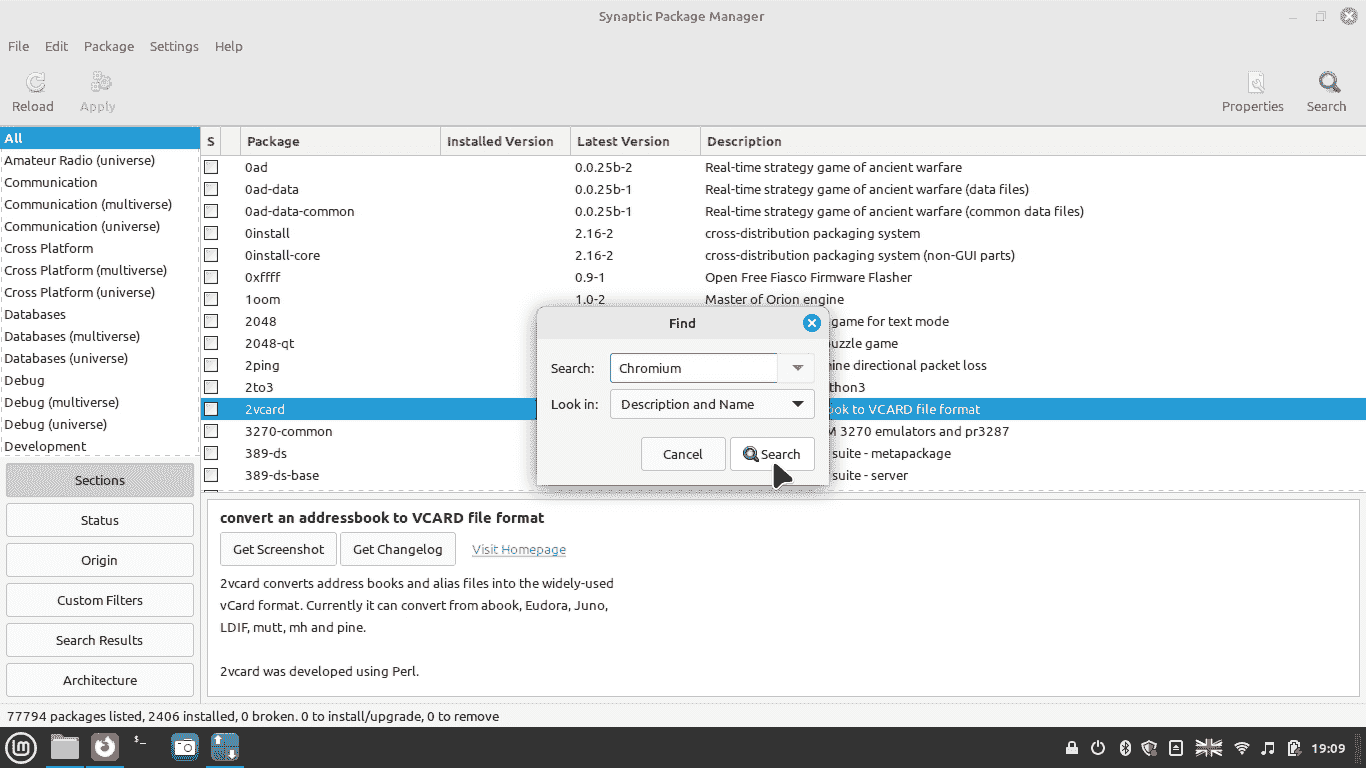 Synaptic Package Manager
File Edit Package Settings Help
Reload Apply Properties Search
All
Amateur Radio (universe)
Communication
Communication (multiverse)
Communication (universe)
Cross Platform
Cross Platform (multiverse)
Cross Platform (universe)
Databases
Databases (multiverse)
Databases (universe)
Debug
Debug (multiverse)
Debug (universe)
Development
Sections
Status
Origin
Custom Filters
Search Results
Architecture
S Package Installed Version Latest Version Description
0ad 0.0.25b-2 Real-time strategy game of ancient warfare
0ad-data 0.0.25b-1 Real-time strategy game of ancient warfare (data files)
0ad-data-common 0.0.25b-1 Real-time strategy game of ancient warfare (common data files)
0install 2.16-2 cross-distribution packaging system
0install-core 2.16-2 cross-distribution packaging system (non-GUI parts)
0xffff 0.9-1 Open Free Fiasco Firmware Flasher
1oom 1.0-2 Master of Orion engine
2048 game for text mode
2048-qt puzzle game
2ping directional packet loss
2to3
2vcard to VCARD file format
3270-common 3270 emulators and pr3287
389-ds suite - metapackage
389-ds-base suite - server
Find
Search: Chromium
Look in: Description and Name
Cancel Search
convert an addressbook to VCARD file format
Get Screenshot Get Changelog Visit Homepage
2vcard converts address books and alias files into the widely-used
vCard format. Currently it can convert from abook, Eudora, Juno,
LDIF, mutt, mh and pine.
2vcard was developed using Perl.
77794 packages listed, 2406 installed, 0 broken. 0 to install/upgrade, 0 to remove
19:09